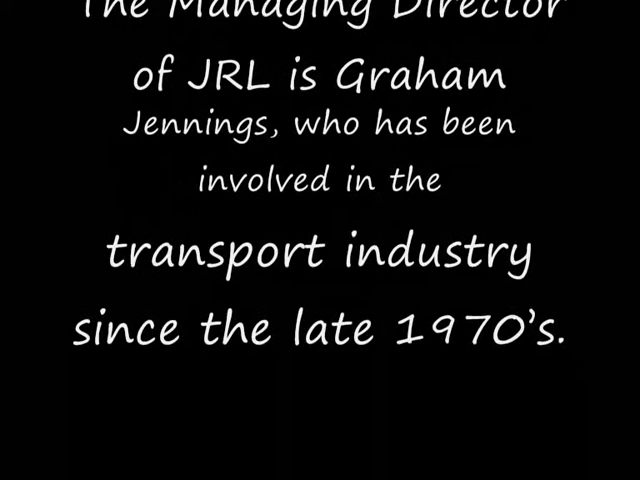 The Managing Director
of JRL is Graham
Jennings, who has been
involved in the
transport industry
since the late 1970's.